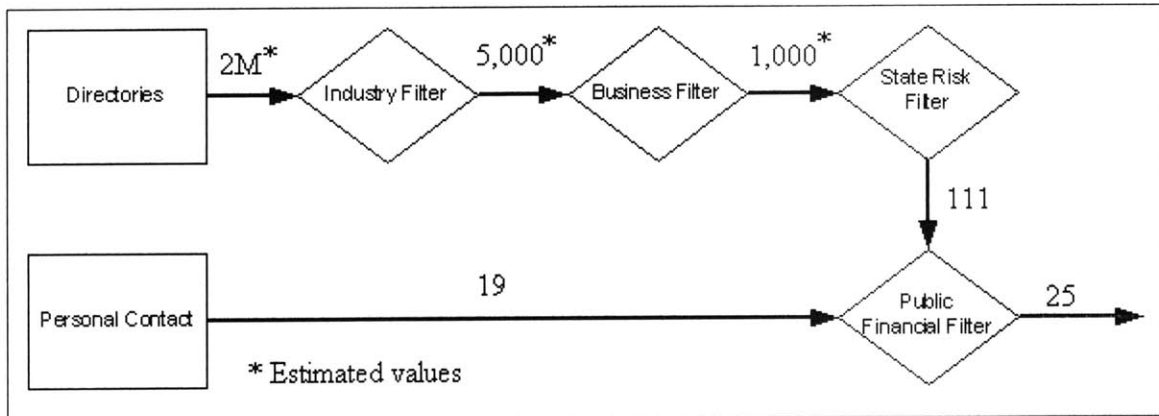 Directories
2M*
Industry Filter
5,000*
Business Filter
1,000*
State Risk
Filter
111
Personal Contact
19
Public
Financial Filter
25
* Estimated values